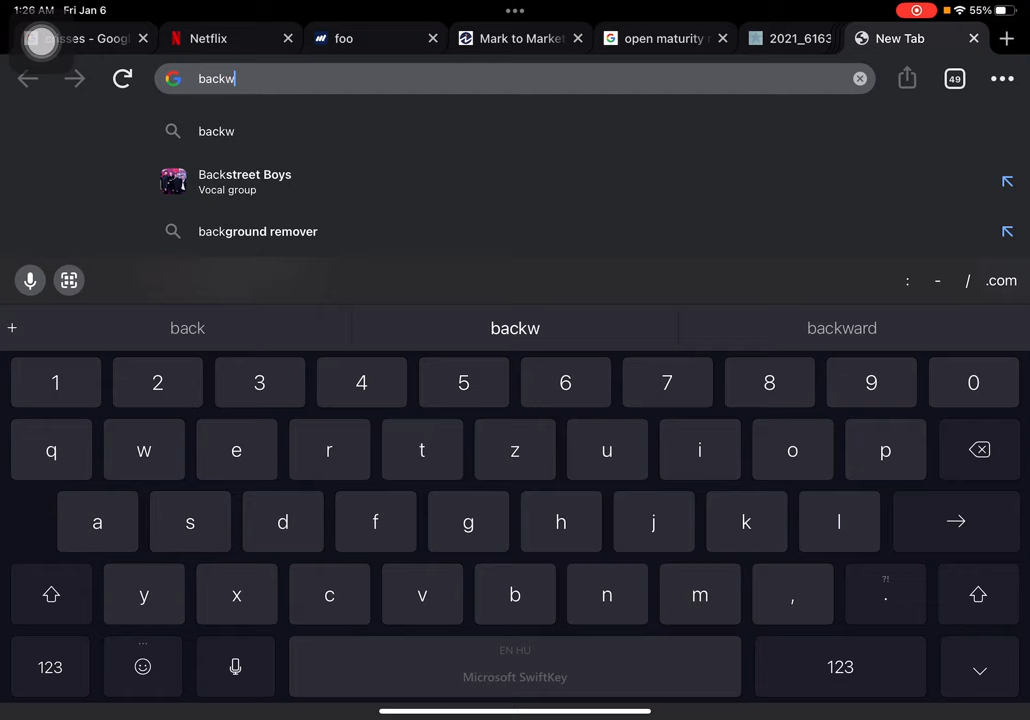 1:26 AM Fri Jan 6
55%
Netflix
foo
Mark to Market
open maturity
2021_6163
New Tab
backw
49
backw
Backstreet Boys
Vocal group
background remover
: - / .com
+ back backw backward
1 2 3 4 5 6 7 8 9 0
q w e r t z u i o p
a s d f g h j k l →
?!
y x c v b n m , .
...
EN HU
123 Microsoft SwiftKey 123